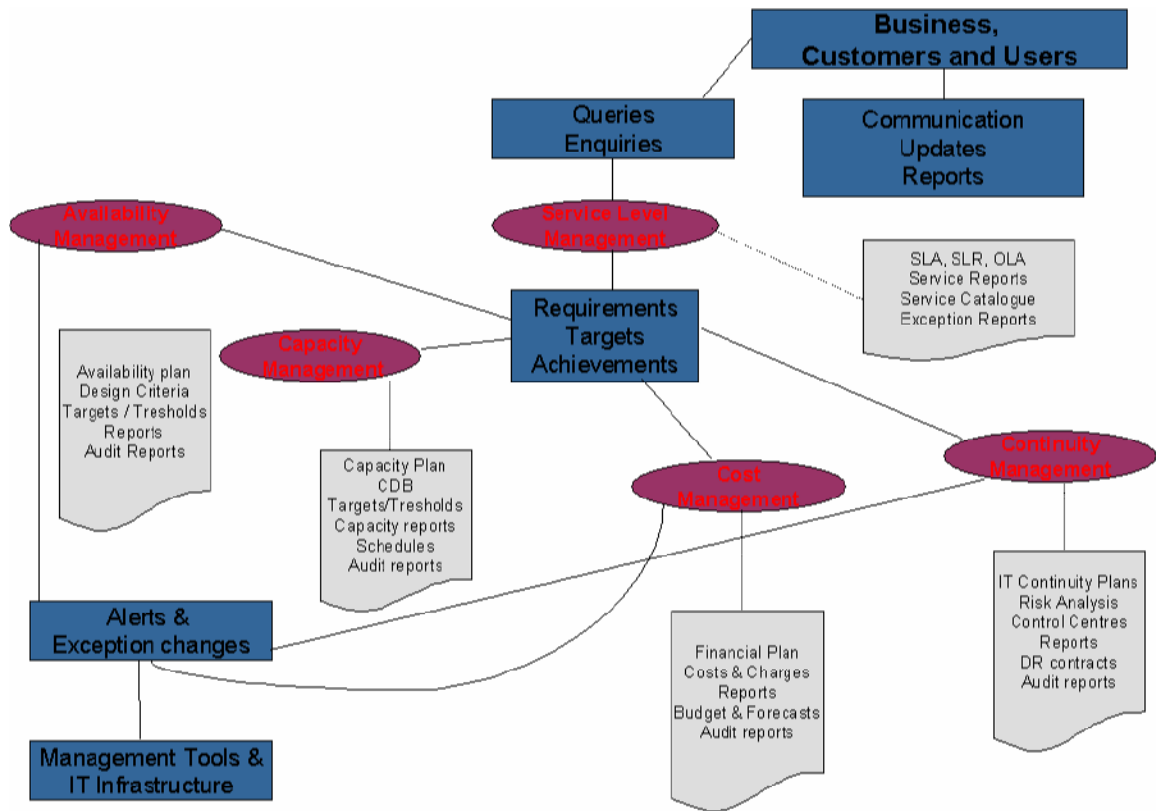 Business,
Customers and Users
Queries
Enquiries
Communication
Updates
Reports
Availability
Management
Service Level
Management
SLA, SLR, OLA
Service Reports
Service Catalogue
Exception Reports
Requirements
Targets
Achievements
Capacity
Management
Availability plan
Design Criteria
Targets / Tresholds
Reports
Audit Reports
Capacity Plan
CDB
Targets/Tresholds
Capacity reports
Schedules
Audit reports
Cost
Management
Continuity
Management
IT Continuity Plans
Risk Analysis
Control Centres
Reports
DR contracts
Audit reports
Alerts &
Exception changes
Financial Plan
Costs & Charges
Reports
Budget & Forecasts
Audit reports
Management Tools &
IT Infrastructure